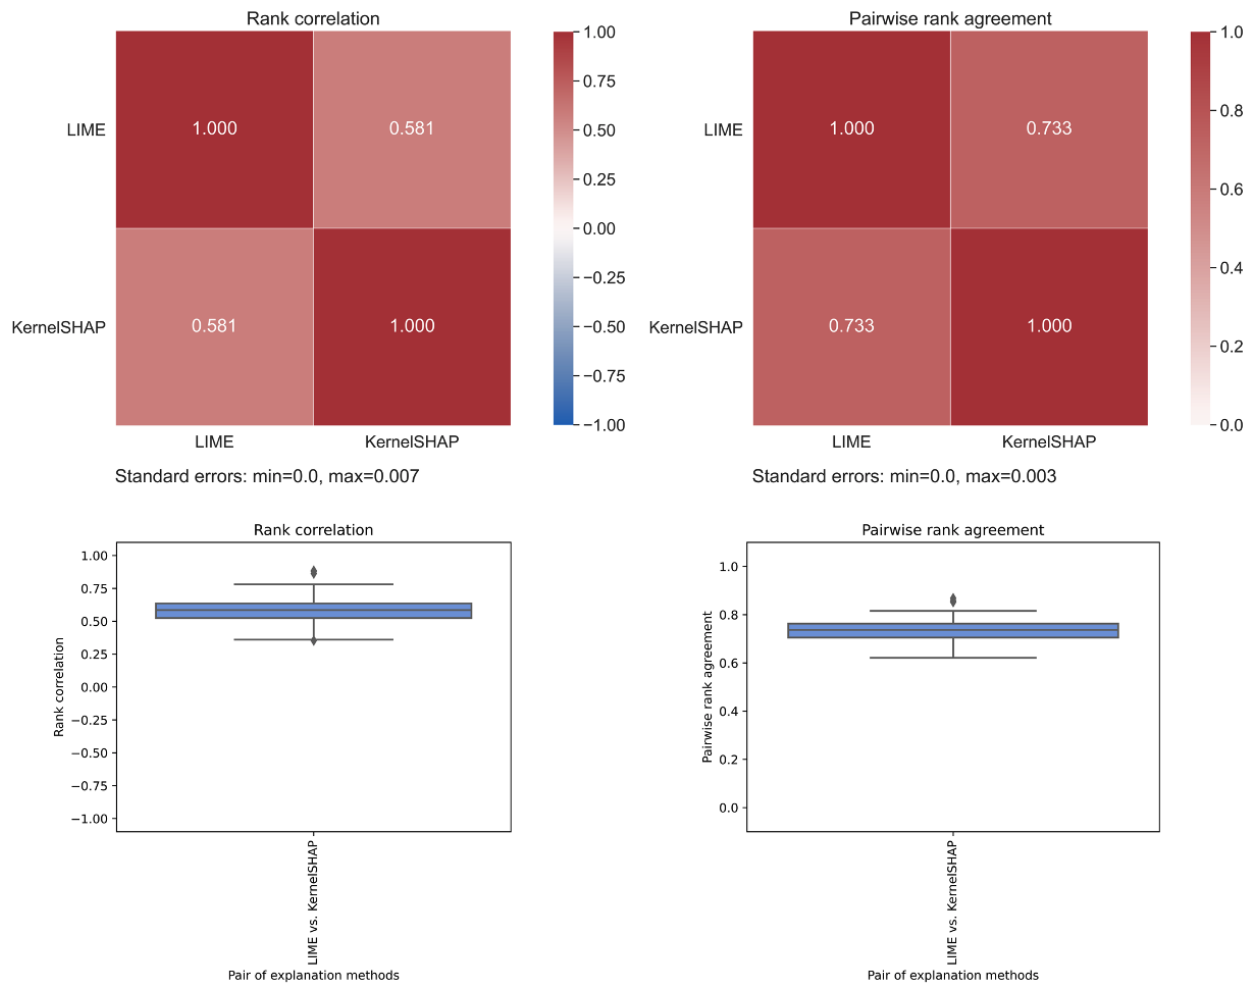 Rank correlation
LIME
KernelSHAP
1.000
0.581
0.581
1.000
LIME
KernelSHAP
1.00
0.75
0.50
0.25
0.00
−0.25
−0.50
−0.75
−1.00
Standard errors: min=0.0, max=0.007
Pairwise rank agreement
LIME
KernelSHAP
1.000
0.733
0.733
1.000
LIME
KernelSHAP
1.0
0.8
0.6
0.4
0.2
0.0
Standard errors: min=0.0, max=0.003
Rank correlation
Rank correlation
1.00
0.75
0.50
0.25
0.00
−0.25
−0.50
−0.75
−1.00
LIME vs. KernelSHAP
Pair of explanation methods
Pairwise rank agreement
Pairwise rank agreement
1.0
0.8
0.6
0.4
0.2
0.0
LIME vs. KernelSHAP
Pair of explanation methods